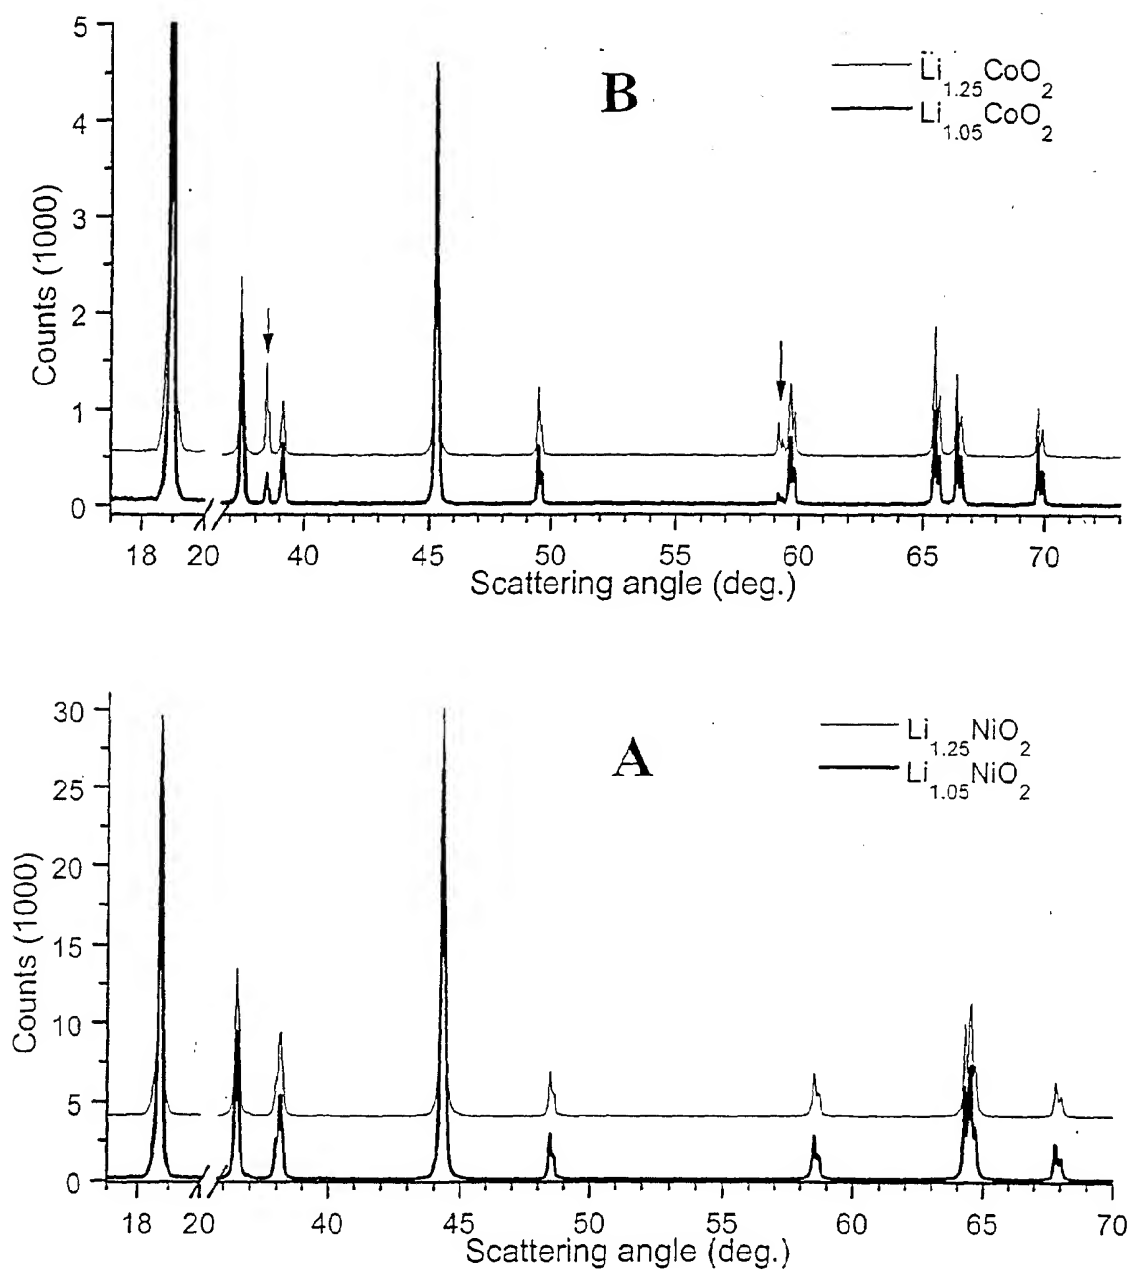 5
4
3
2
1
0
Counts (1000)
B
Li1.25CoO2
Li1.05CoO2
18 20 40 45 50 55 60 65 70
Scattering angle (deg.)
30
25
20
15
10
5
0
Counts (1000)
A
Li1.25NiO2
Li1.05NiO2
18 20 40 45 50 55 60 65 70
Scattering angle (deg.)